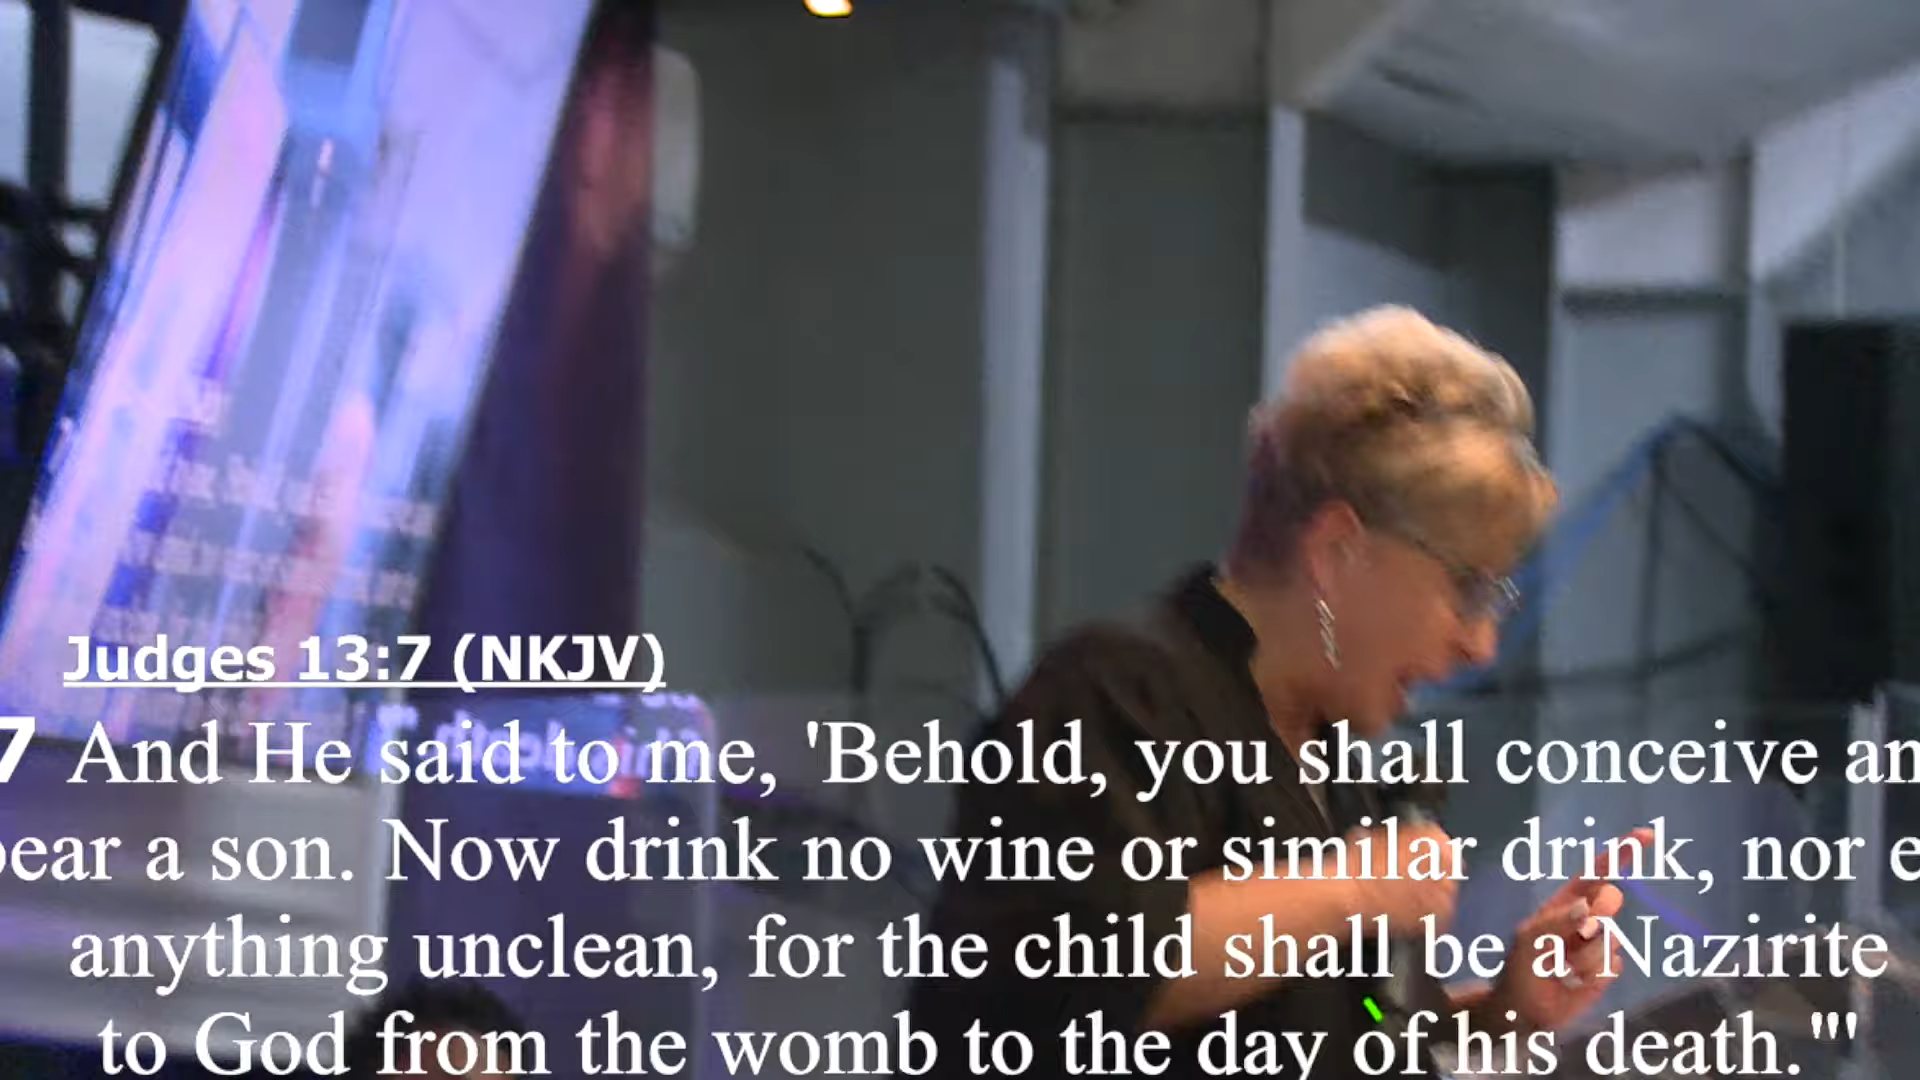 Judges 13:7 (NKJV)
7 And He said to me, 'Behold, you shall conceive an
bear a son. Now drink no wine or similar drink, nor e
anything unclean, for the child shall be a Nazirite
to God from the womb to the day of his death."'